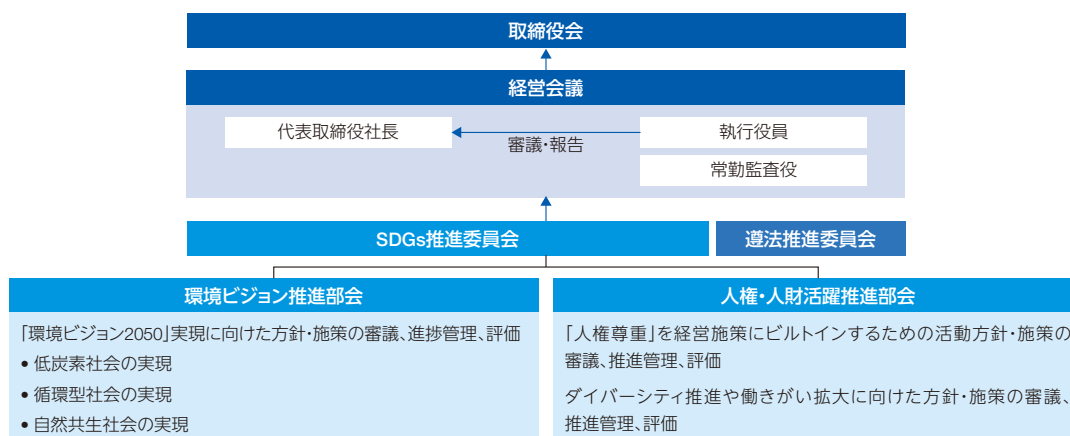 取締役会
経営会議
代表取締役社長
審議・報告
執行役員
常勤監査役
SDGs推進委員会
遵法推進委員会
環境ビジョン推進部会
「環境ビジョン2050」実現に向けた方針・施策の審議、進捗管理、評価
• 低炭素社会の実現
• 循環型社会の実現
• 自然共生社会の実現
人権・人財活躍推進部会
「人権尊重」を経営施策にビルトインするための活動方針・施策の
審議、推進管理、評価
ダイバーシティ推進や働きがい拡大に向けた方針・施策の審議、
推進管理、評価